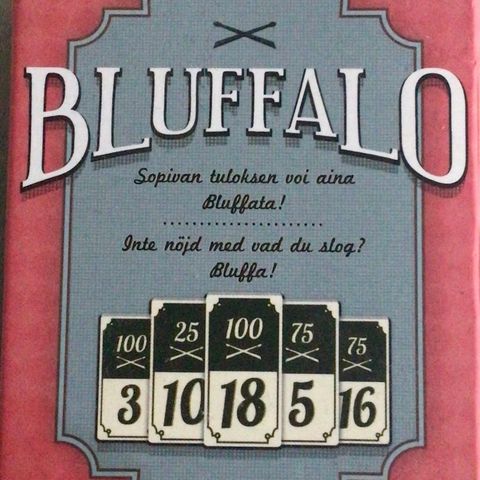 BLUFFALO
Sopivan tuloksen voi aina
Bluffata!
Inte nöjd med vad du slog?
Bluffa!
100 25 100 75 75
3 10 18 5 16